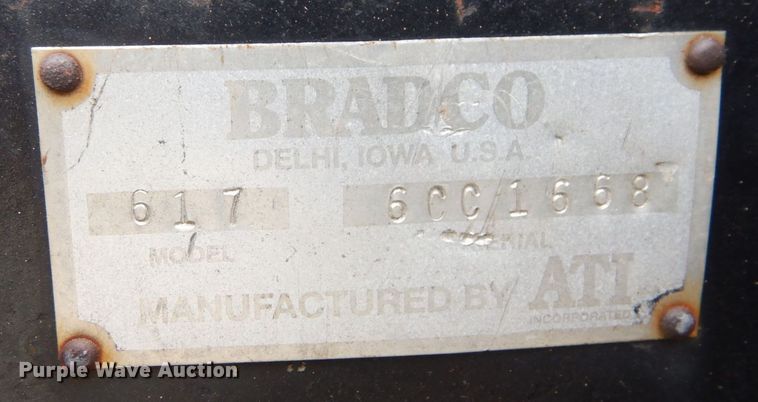 BRADCO
DELHI, IOWA U.S.A.
617 6CC1668
MODEL SERIAL
MANUFACTURED BY ATI
INCORPORATED
Purple Wave Auction